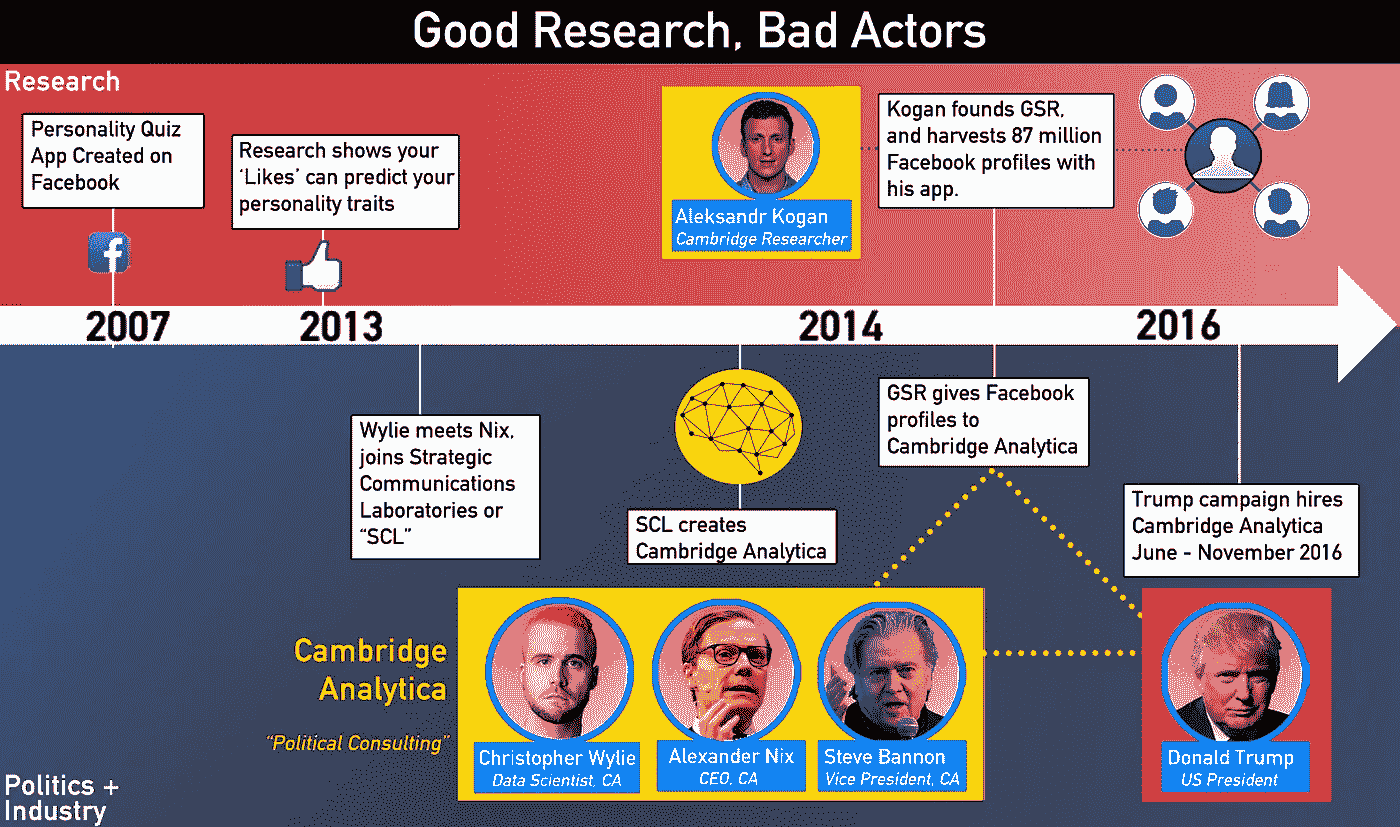 Good Research, Bad Actors
Research
Personality Quiz
App Created on
Facebook
Research shows your
‘Likes’ can predict your
personality traits
Aleksandr Kogan
Cambridge Researcher
Kogan founds GSR,
and harvests 87 million
Facebook profiles with
his app.
2007
2013
2014
2016
Wylie meets Nix,
joins Strategic
Communications
Laboratories or
“SCL”
SCL creates
Cambridge Analytica
GSR gives Facebook
profiles to
Cambridge Analytica
Trump campaign hires
Cambridge Analytica
June - November 2016
Cambridge
Analytica
“Political Consulting”
Christopher Wylie
Data Scientist, CA
Alexander Nix
CEO, CA
Steve Bannon
Vice President, CA
Donald Trump
US President
Politics +
Industry